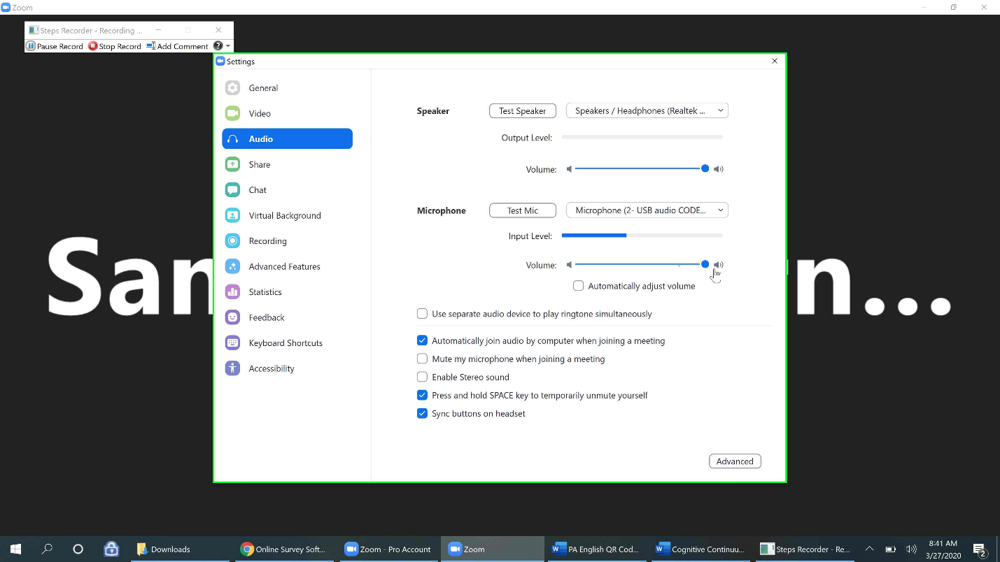 Zoom
Steps Recorder - Recording ...
Pause Record Stop Record Add Comment
Settings
General
Video
Audio
Share
Chat
Virtual Background
Recording
Advanced Features
Statistics
Feedback
Keyboard Shortcuts
Accessibility
Speaker Test Speaker Speakers / Headphones (Realtek ...
Output Level:
Volume:
Microphone Test Mic Microphone (2- USB audio CODE...
Input Level:
Volume:
Automatically adjust volume
Use separate audio device to play ringtone simultaneously
Automatically join audio by computer when joining a meeting
Mute my microphone when joining a meeting
Enable Stereo sound
Press and hold SPACE key to temporarily unmute yourself
Sync buttons on headset
Advanced
San
n...
Downloads Online Survey Soft... Zoom - Pro Account Zoom PA English QR Cod... Cognitive Continuu... Steps Recorder - Re... 8:41 AM
3/27/2020 2